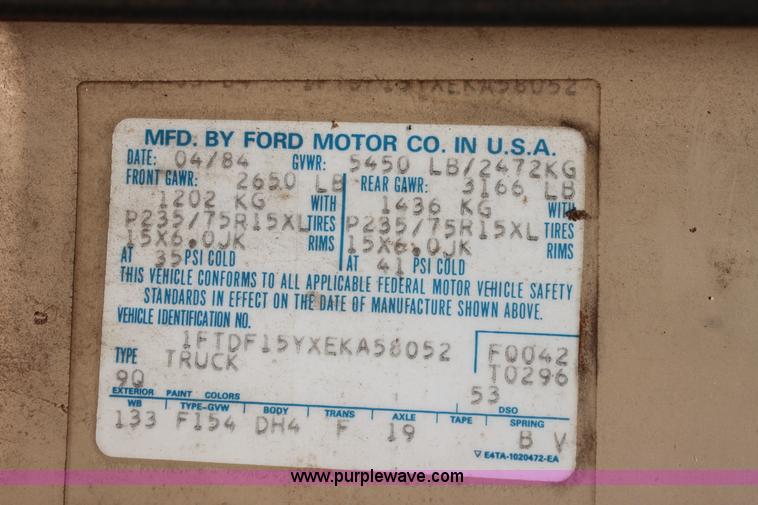 1FTDF15YXEKA58052
MFD. BY FORD MOTOR CO. IN U.S.A.
DATE: 04/84 GVWR: 5450 LB/2472KG
FRONT GAWR: 2650 LB REAR GAWR: 3166 LB
1202 KG WITH 1436 KG WITH
P235/75R15XL TIRES P235/75R15XL TIRES
15X6.0JK RIMS 15X6.0JK RIMS
AT 35 PSI COLD AT 41 PSI COLD
THIS VEHICLE CONFORMS TO ALL APPLICABLE FEDERAL MOTOR VEHICLE SAFETY
STANDARDS IN EFFECT ON THE DATE OF MANUFACTURE SHOWN ABOVE.
VEHICLE IDENTIFICATION NO.
1FTDF15YXEKA58052 F0042
TYPE TRUCK T0296
9Q 53
EXTERIOR PAINT COLORS DSO
WB TYPE-GVW BODY TRANS AXLE TAPE SPRING
133 F154 DH4 F 19 B V
▽ E4TA-1020472-EA
www.purplewave.com